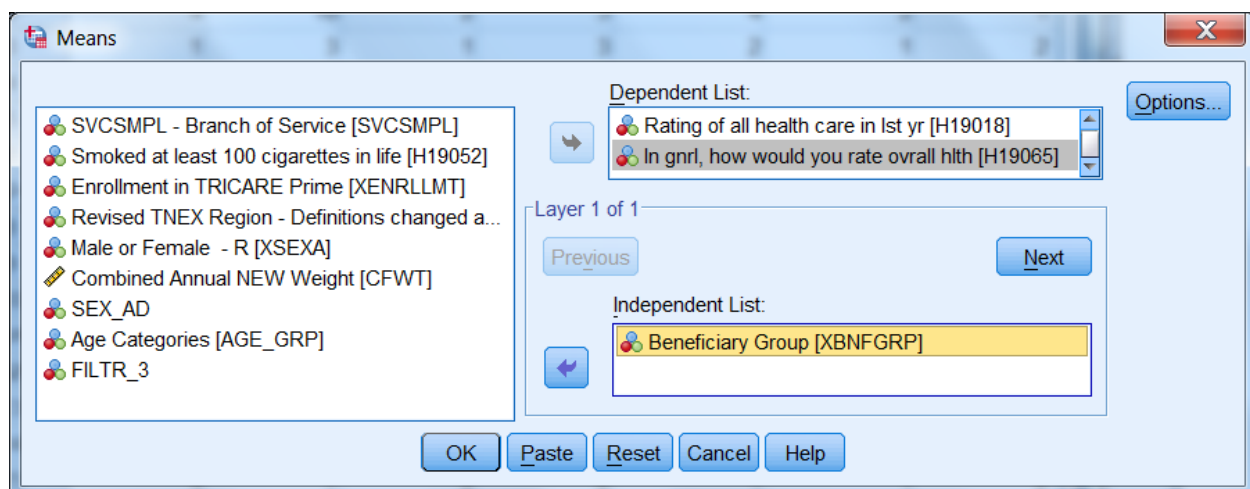 Means
SVCSMPL - Branch of Service [SVCSMPL]
Smoked at least 100 cigarettes in life [H19052]
Enrollment in TRICARE Prime [XENRLLMT]
Revised TNEX Region - Definitions changed a...
Male or Female - R [XSEXA]
Combined Annual NEW Weight [CFWT]
SEX_AD
Age Categories [AGE_GRP]
FILTR_3
Dependent List:
Rating of all health care in lst yr [H19018]
In gnrl, how would you rate ovrall hlth [H19065]
Options...
Layer 1 of 1
Previous
Next
Independent List:
Beneficiary Group [XBNFGRP]
OK
Paste
Reset
Cancel
Help